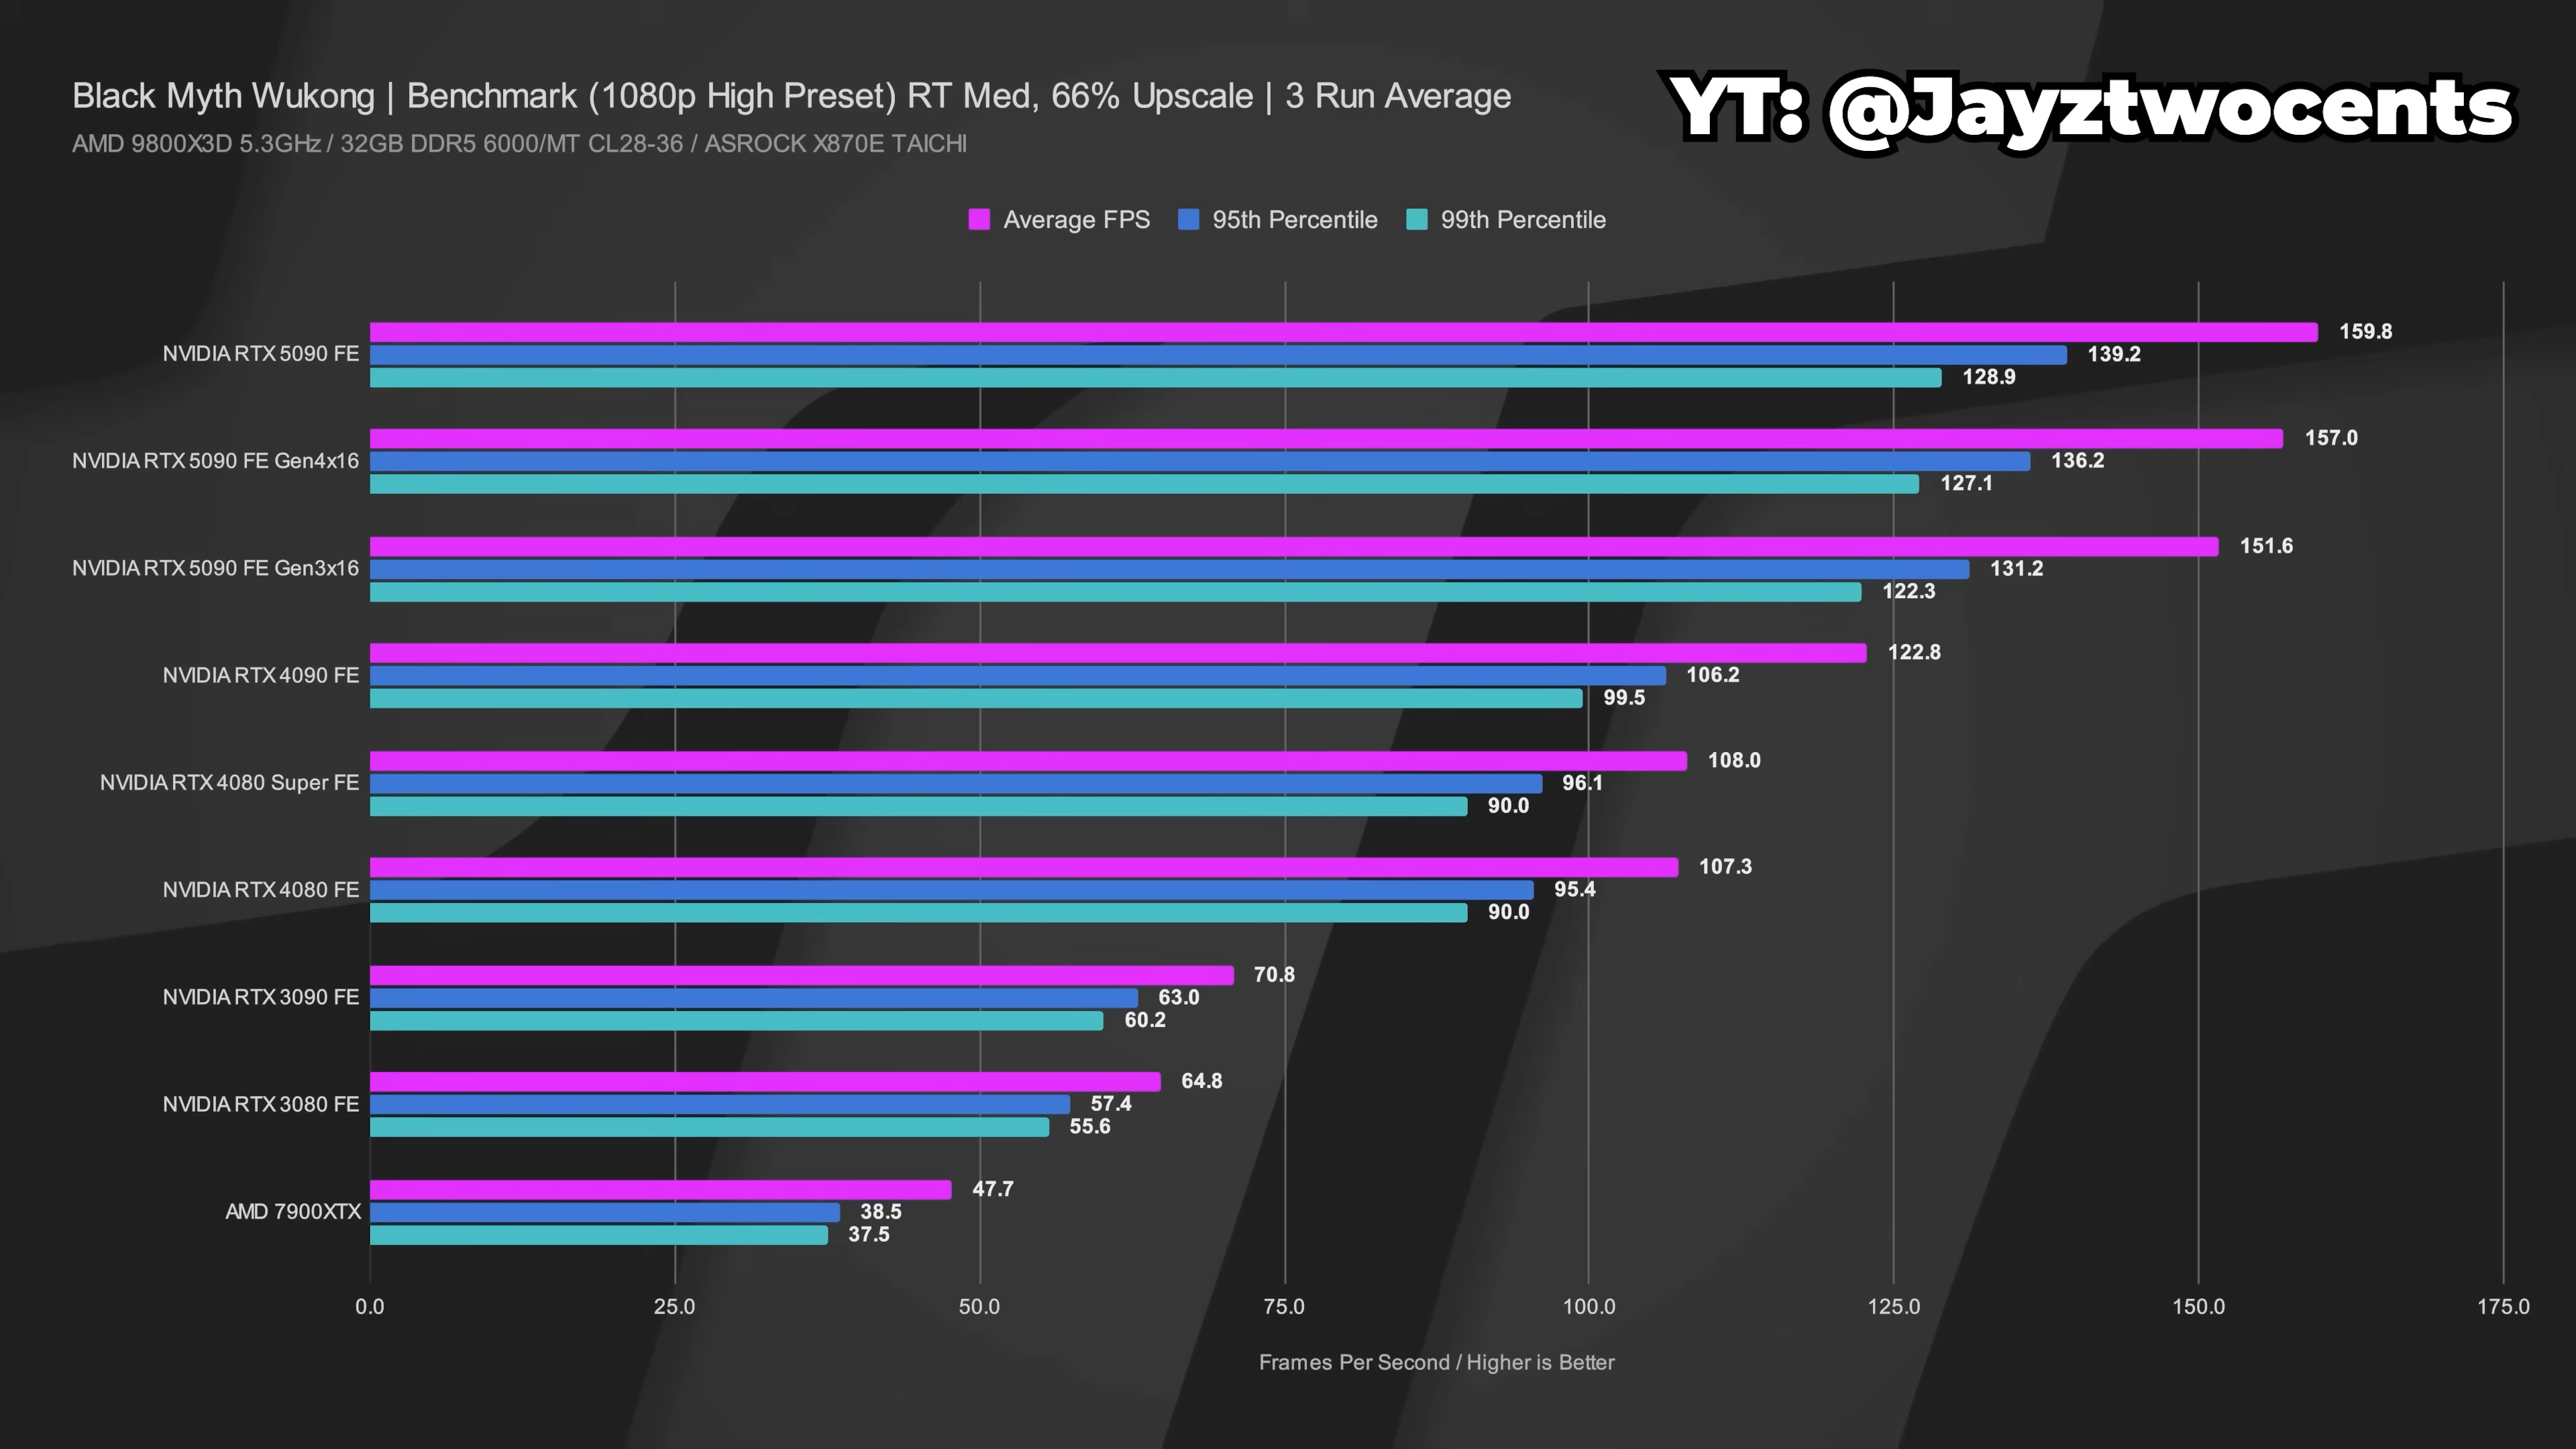 Black Myth Wukong | Benchmark (1080p High Preset) RT Med, 66% Upscale | 3 Run Average
YT: @Jayztwocents
AMD 9800X3D 5.3GHz / 32GB DDR5 6000/MT CL28-36 / ASROCK X870E TAICHI
Average FPS 95th Percentile 99th Percentile
NVIDIA RTX 5090 FE
159.8
139.2
128.9
NVIDIA RTX 5090 FE Gen4x16
157.0
136.2
127.1
NVIDIA RTX 5090 FE Gen3x16
151.6
131.2
122.3
NVIDIA RTX 4090 FE
122.8
106.2
99.5
NVIDIA RTX 4080 Super FE
108.0
96.1
90.0
NVIDIA RTX 4080 FE
107.3
95.4
90.0
NVIDIA RTX 3090 FE
70.8
63.0
60.2
NVIDIA RTX 3080 FE
64.8
57.4
55.6
AMD 7900XTX
47.7
38.5
37.5
0.0 25.0 50.0 75.0 100.0 125.0 150.0 175.0
Frames Per Second / Higher is Better